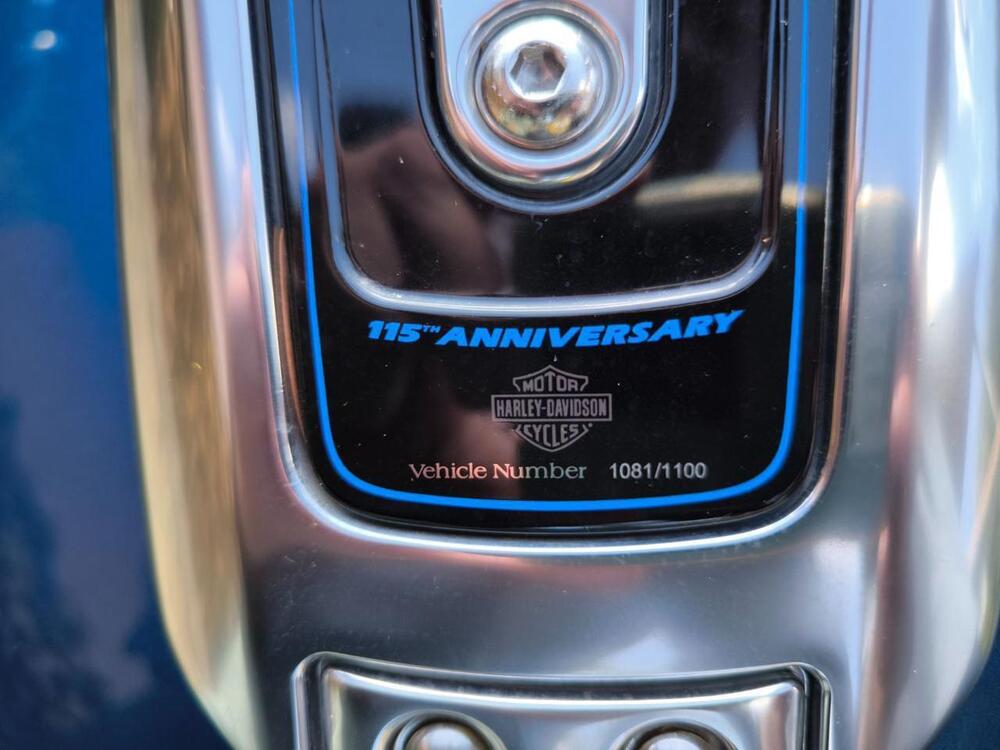 115TH ANNIVERSARY
MOTOR
HARLEY-DAVIDSON
CYCLES
Vehicle Number 1081/1100